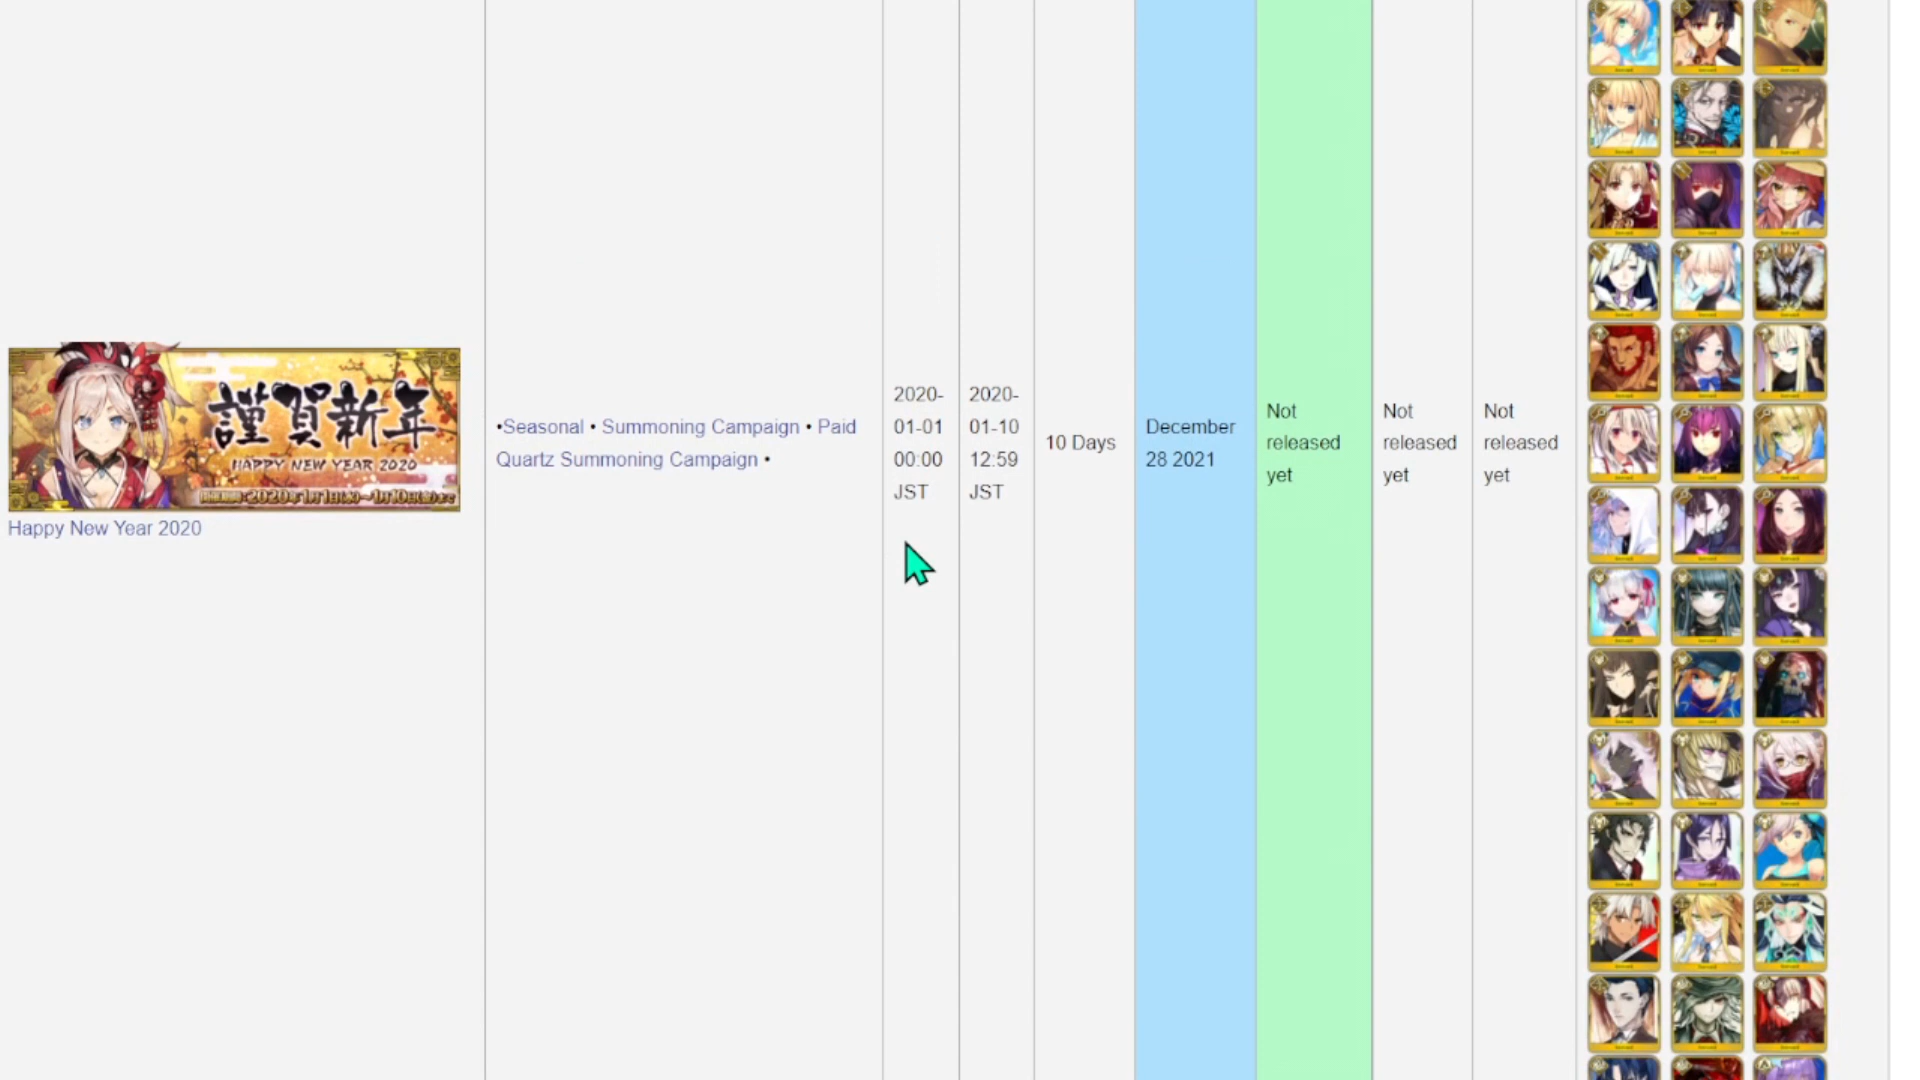 謹賀新年
HAPPY NEW YEAR 2020
Happy New Year 2020
•Seasonal • Summoning Campaign • Paid
Quartz Summoning Campaign •
2020-
01-01
00:00
JST
2020-
01-10
12:59
JST
10 Days
December
28 2021
Not
released
yet
Not
released
yet
Not
released
yet